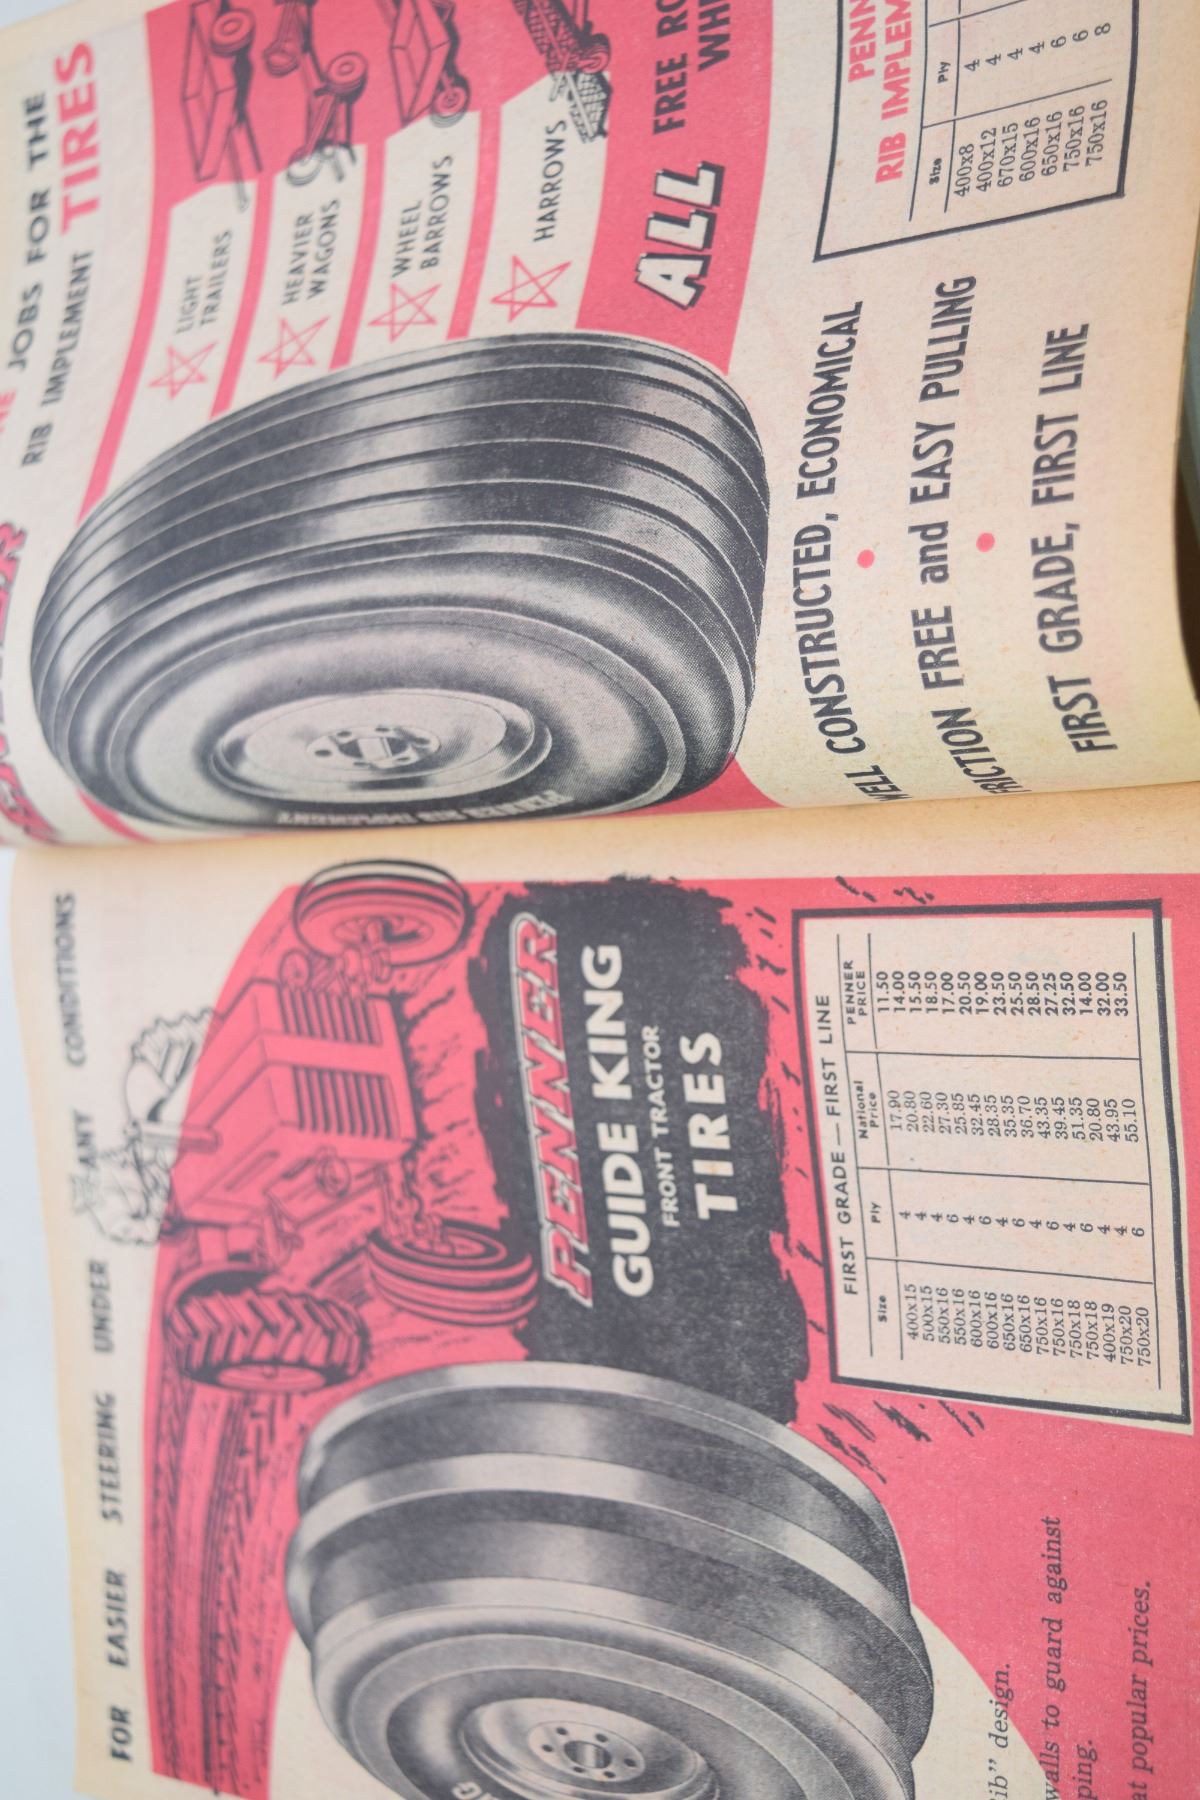 FOR EASIER STEERING UNDER ANY CONDITIONS
PENNER
GUIDE KING
FRONT TRACTOR
TIRES
FIRST GRADE — FIRST LINE
Size Ply National Price PENNER PRICE
400x15 4 17.90 11.50
500x15 4 20.80 14.00
550x16 4 22.60 15.50
550x16 6 27.30 18.50
600x16 4 25.85 17.00
600x16 6 32.45 20.50
650x16 4 28.35 19.00
650x16 6 35.35 23.50
750x16 4 36.70 25.50
750x16 6 43.35 28.50
750x18 4 39.45 27.25
750x18 6 51.35 32.50
400x19 4 20.80 14.00
750x20 4 43.95 32.00
750x20 6 55.10 33.50
design.
walls to guard against
at popular prices.
JOBS FOR THE
RIB IMPLEMENT TIRES
LIGHT
TRAILERS
HEAVIER
WAGONS
WHEEL
BARROWS
HARROWS
PENNER RIB IMPLEMENT
ALL FREE
WELL CONSTRUCTED, ECONOMICAL
FRICTION FREE and EASY PULLING
FIRST GRADE, FIRST LINE
RIB
Size Ply
400x8 4
400x12 4
670x15 4
600x16 4
650x16 6
750x16 6
750x16 8